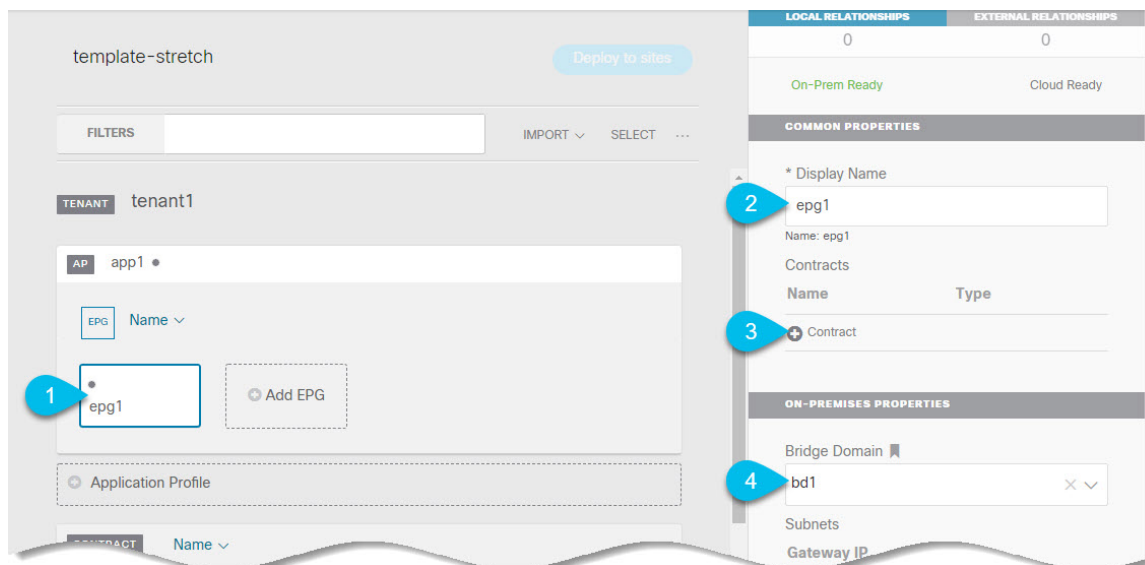 LOCAL RELATIONSHIPS EXTERNAL RELATIONSHIPS
0 0
template-stretch Deploy to sites
On-Prem Ready Cloud Ready
FILTERS IMPORT SELECT ...
COMMON PROPERTIES
* Display Name
TENANT tenant1
2 epg1
Name: epg1
AP app1
Contracts
Name Type
EPG Name
3 Contract
1 epg1 Add EPG
ON-PREMISES PROPERTIES
Bridge Domain
Application Profile
4 bd1
Subnets
CONTRACT Name
Gateway IP